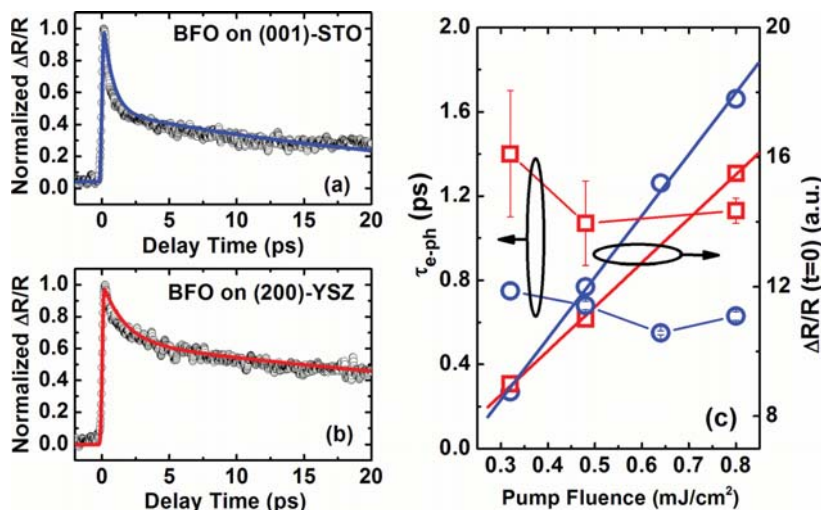 BFO on (001)-STO
Normalized ΔR/R
1.0
0.8
0.6
0.4
0.2
0.0
(a)
0 5 10 15 20
Delay Time (ps)
BFO on (200)-YSZ
Normalized ΔR/R
1.0
0.8
0.6
0.4
0.2
0.0
(b)
0 5 10 15 20
Delay Time (ps)
τe-ph (ps)
2.0
1.6
1.2
0.8
0.4
0.0
20
16
12
8
ΔR/R (t=0) (a.u.)
(c)
0.3 0.4 0.5 0.6 0.7 0.8
Pump Fluence (mJ/cm²)